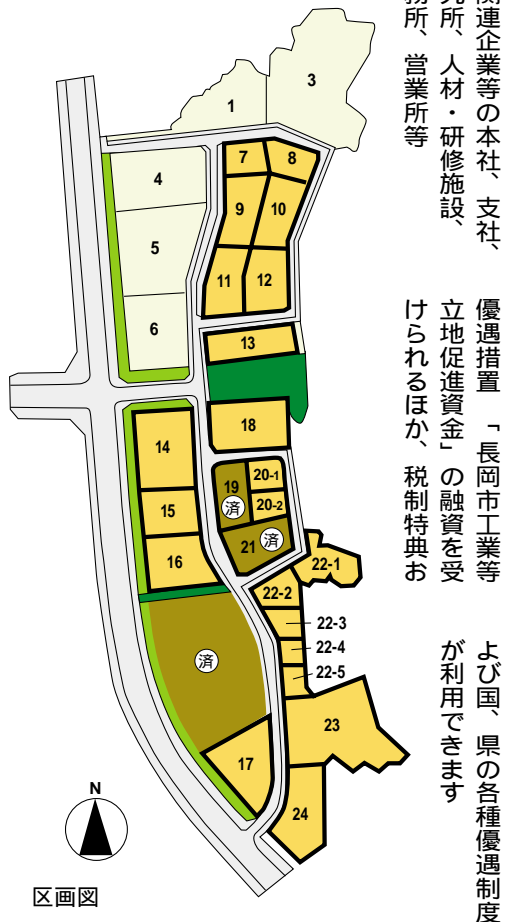 関連企業等の本社、支社、
究所、人材・研修施設、
務所、営業所等
優遇措置 「長岡市工業等
立地促進資金」の融資を受
けられるほか、税制特典お
よび国、県の各種優遇制度
が利用できます
1
3
4
5
6
7
8
9
10
11
12
13
14
15
16
17
18
19
済
20-1
20-2
21
済
22-1
22-2
22-3
22-4
22-5
済
23
24
N
区画図